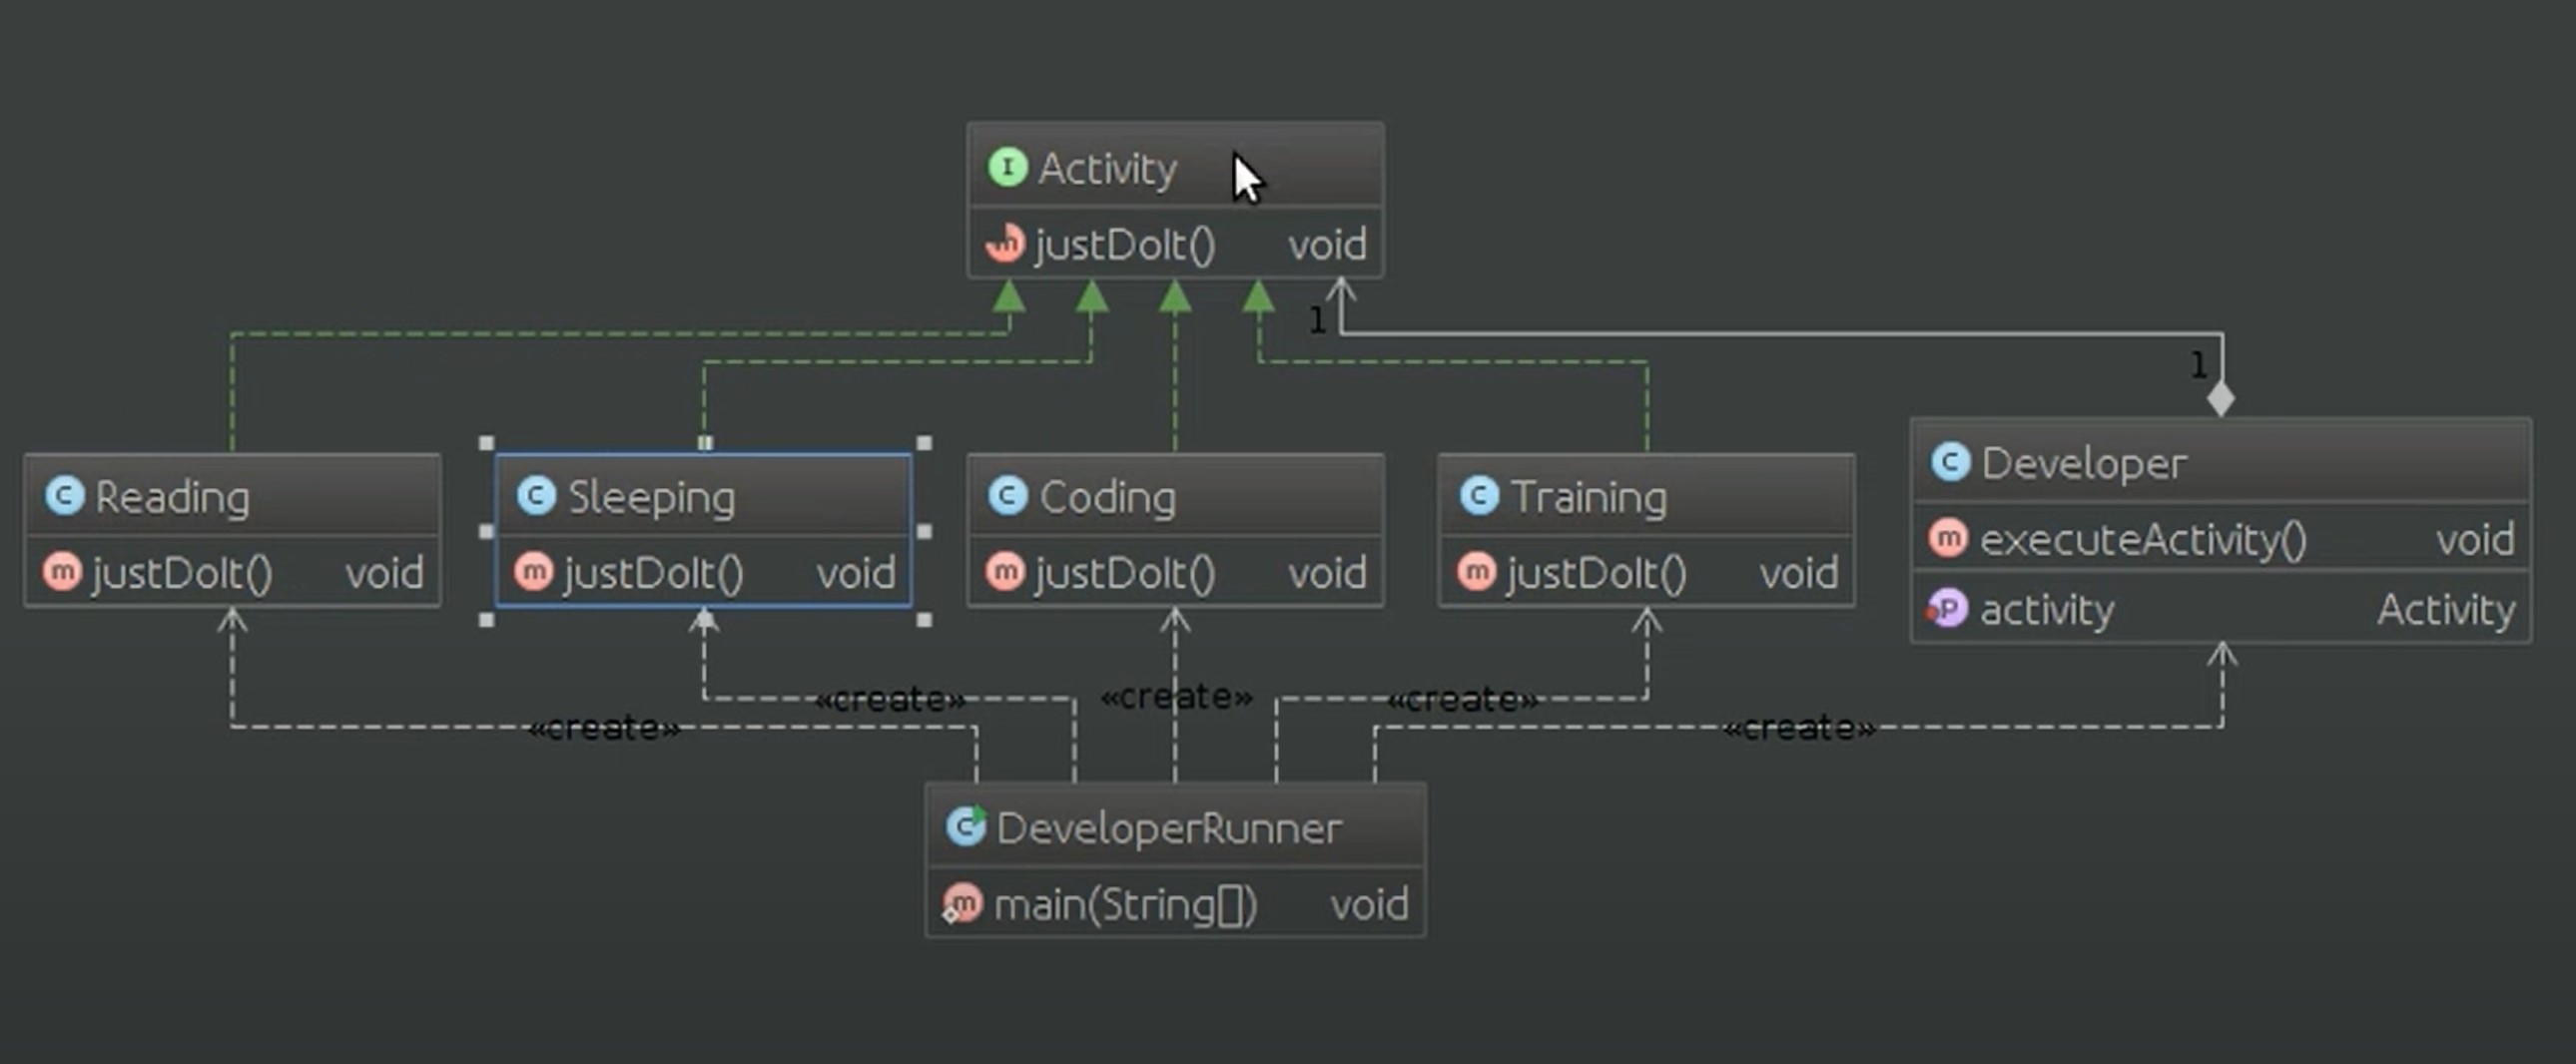 I Activity
m justDoIt() void
1
1
C Developer
C Reading
C Sleeping
C Coding
C Training
m executeActivity() void
m justDoIt() void
m justDoIt() void
m justDoIt() void
m justDoIt() void
P activity Activity
«create»
«create»
«create»
«create»
«create»
C DeveloperRunner
m main(String[]) void